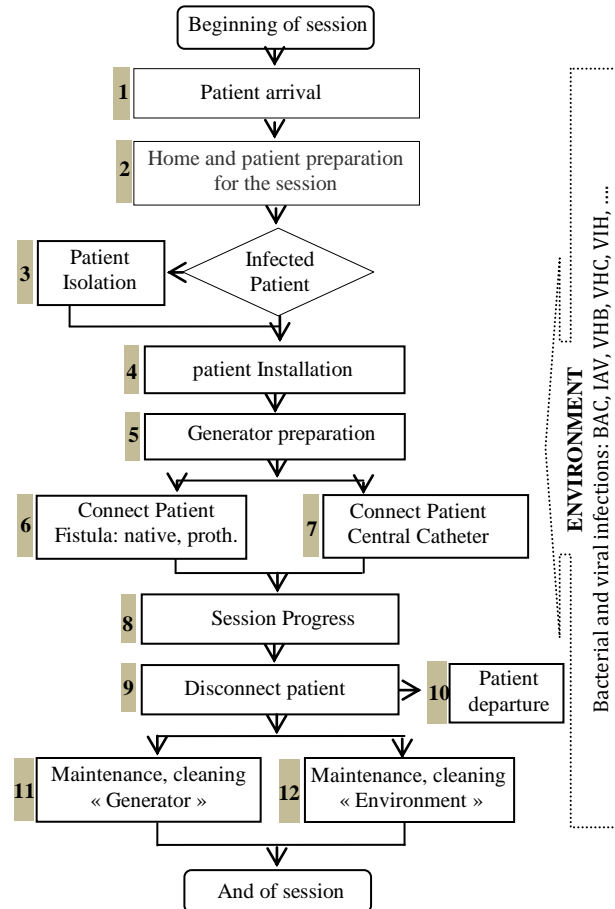 Beginning of session
1
Patient arrival
2
Home and patient preparation
for the session
3
Patient
Isolation
Infected
Patient
4
patient Installation
5
Generator preparation
6
Connect Patient
Fistula: native, proth.
7
Connect Patient
Central Catheter
8
Session Progress
9
Disconnect patient
10
Patient
departure
11
Maintenance, cleaning
« Generator »
12
Maintenance, cleaning
« Environment »
And of session
ENVIRONMENT
Bacterial and viral infections: BAC, IAV, VHB, VHC, VIH, ....